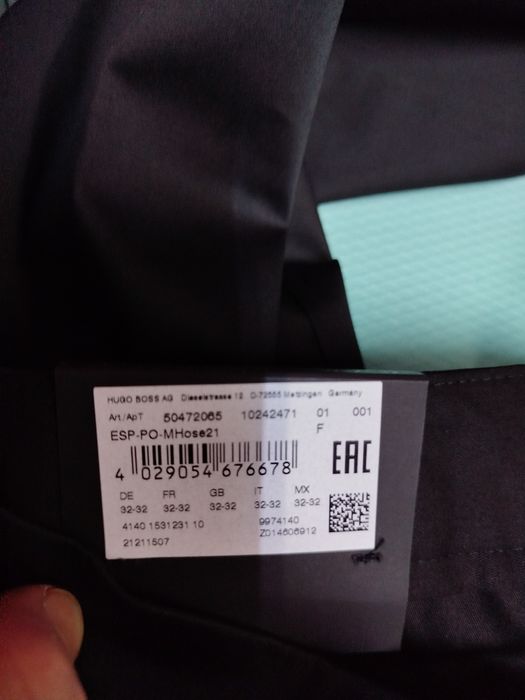 HUGO BOSS AG Dieselstrasse 12 D-72555 Metzingen Germany
Art./ApT 50472065 10242471 01 001
ESP-PO-MHose21 F
EAC
4 029054 676678
DE FR GB IT MX
32-32 32-32 32-32 32-32 32-32
4140 1531231 10 9974140
21211507 Z014606912